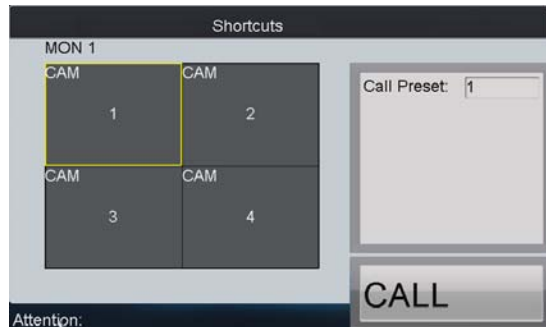 Shortcuts
MON 1
CAM
1
CAM
2
CAM
3
CAM
4
Call Preset: 1
CALL
Attention: